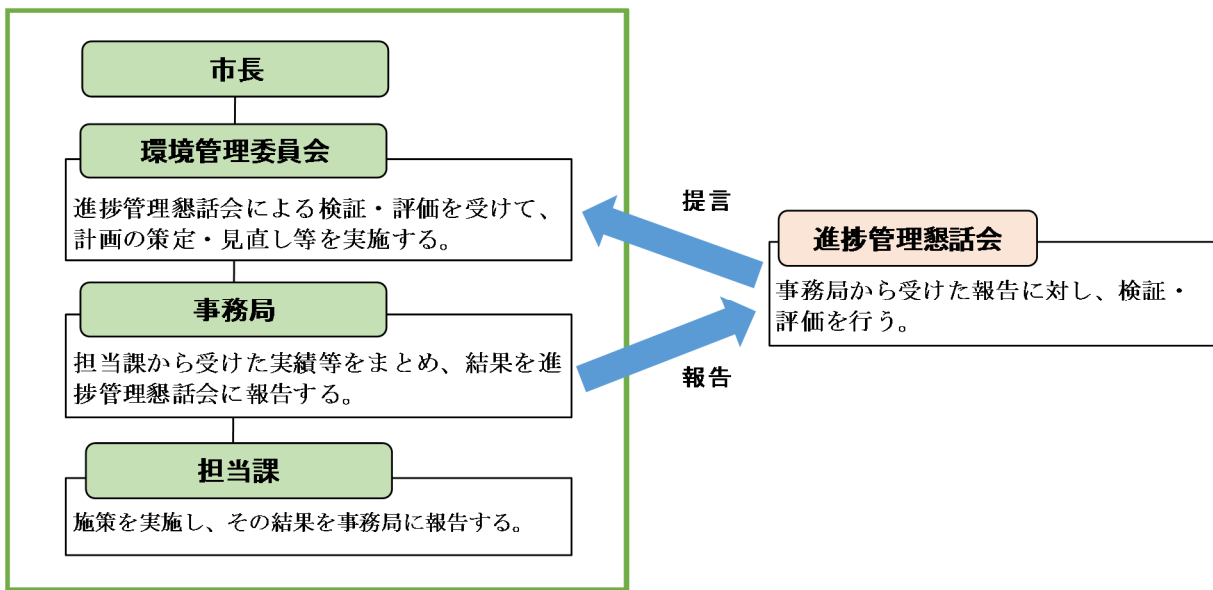 市長
環境管理委員会
進捗管理懇話会による検証・評価を受けて、
計画の策定・見直し等を実施する。
事務局
担当課から受けた実績等をまとめ、結果を進
捗管理懇話会に報告する。
担当課
施策を実施し、その結果を事務局に報告する。
提言
報告
進捗管理懇話会
事務局から受けた報告に対し、検証・
評価を行う。